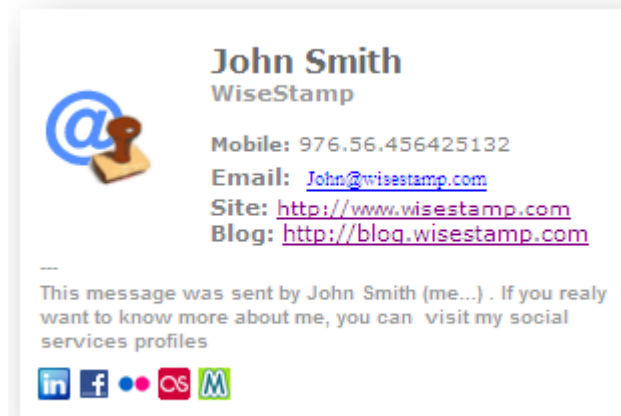 John Smith
WiseStamp
@
Mobile: 976.56.456425132
Email: John@wisestamp.com
Site: http://www.wisestamp.com
Blog: http://blog.wisestamp.com
---
This message was sent by John Smith (me...) . If you realy
want to know more about me, you can visit my social
services profiles
in f os M